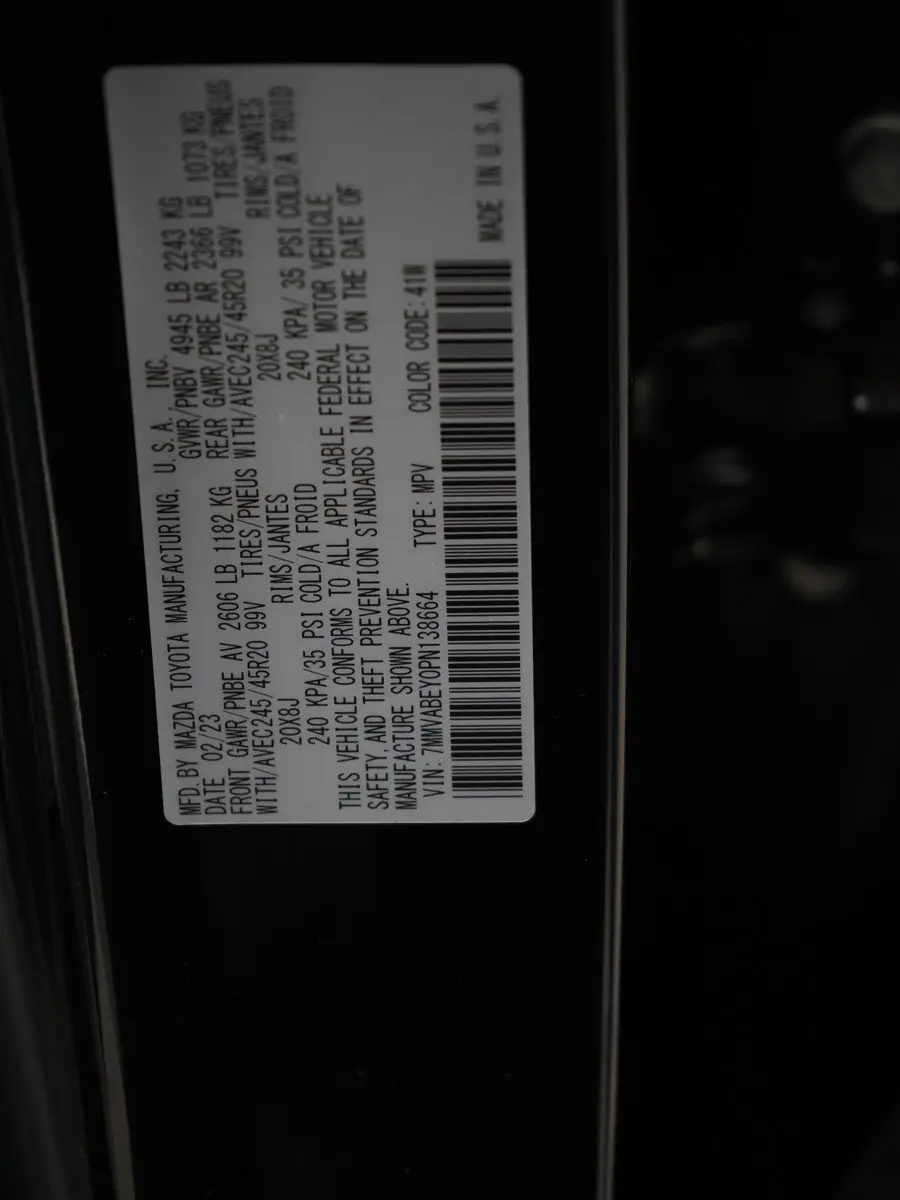 MFD. BY MAZDA TOYOTA MANUFACTURING, U.S.A. INC.
DATE 02/23 GVWR/PNBV 4945 LB 2243 KG
FRONT GAWR/PNBE AV 2606 LB 1182 KG REAR GAWR/PNBE AR 2366 LB 1073 KG
WITH/AVEC245/45R20 99V TIRES/PNEUS WITH/AVEC245/45R20 99V TIRES/PNEUS
20X8J RIMS/JANTES 20X8J RIMS/JANTES
240 KPA/35 PSI COLD/A FROID 240 KPA/ 35 PSI COLD/A FROID
THIS VEHICLE CONFORMS TO ALL APPLICABLE FEDERAL MOTOR VEHICLE
SAFETY, AND THEFT PREVENTION STANDARDS IN EFFECT ON THE DATE OF
MANUFACTURE SHOWN ABOVE.
VIN: 7MMVABEY0PN138664 TYPE: MPV COLOR CODE: 41W
MADE IN U.S.A